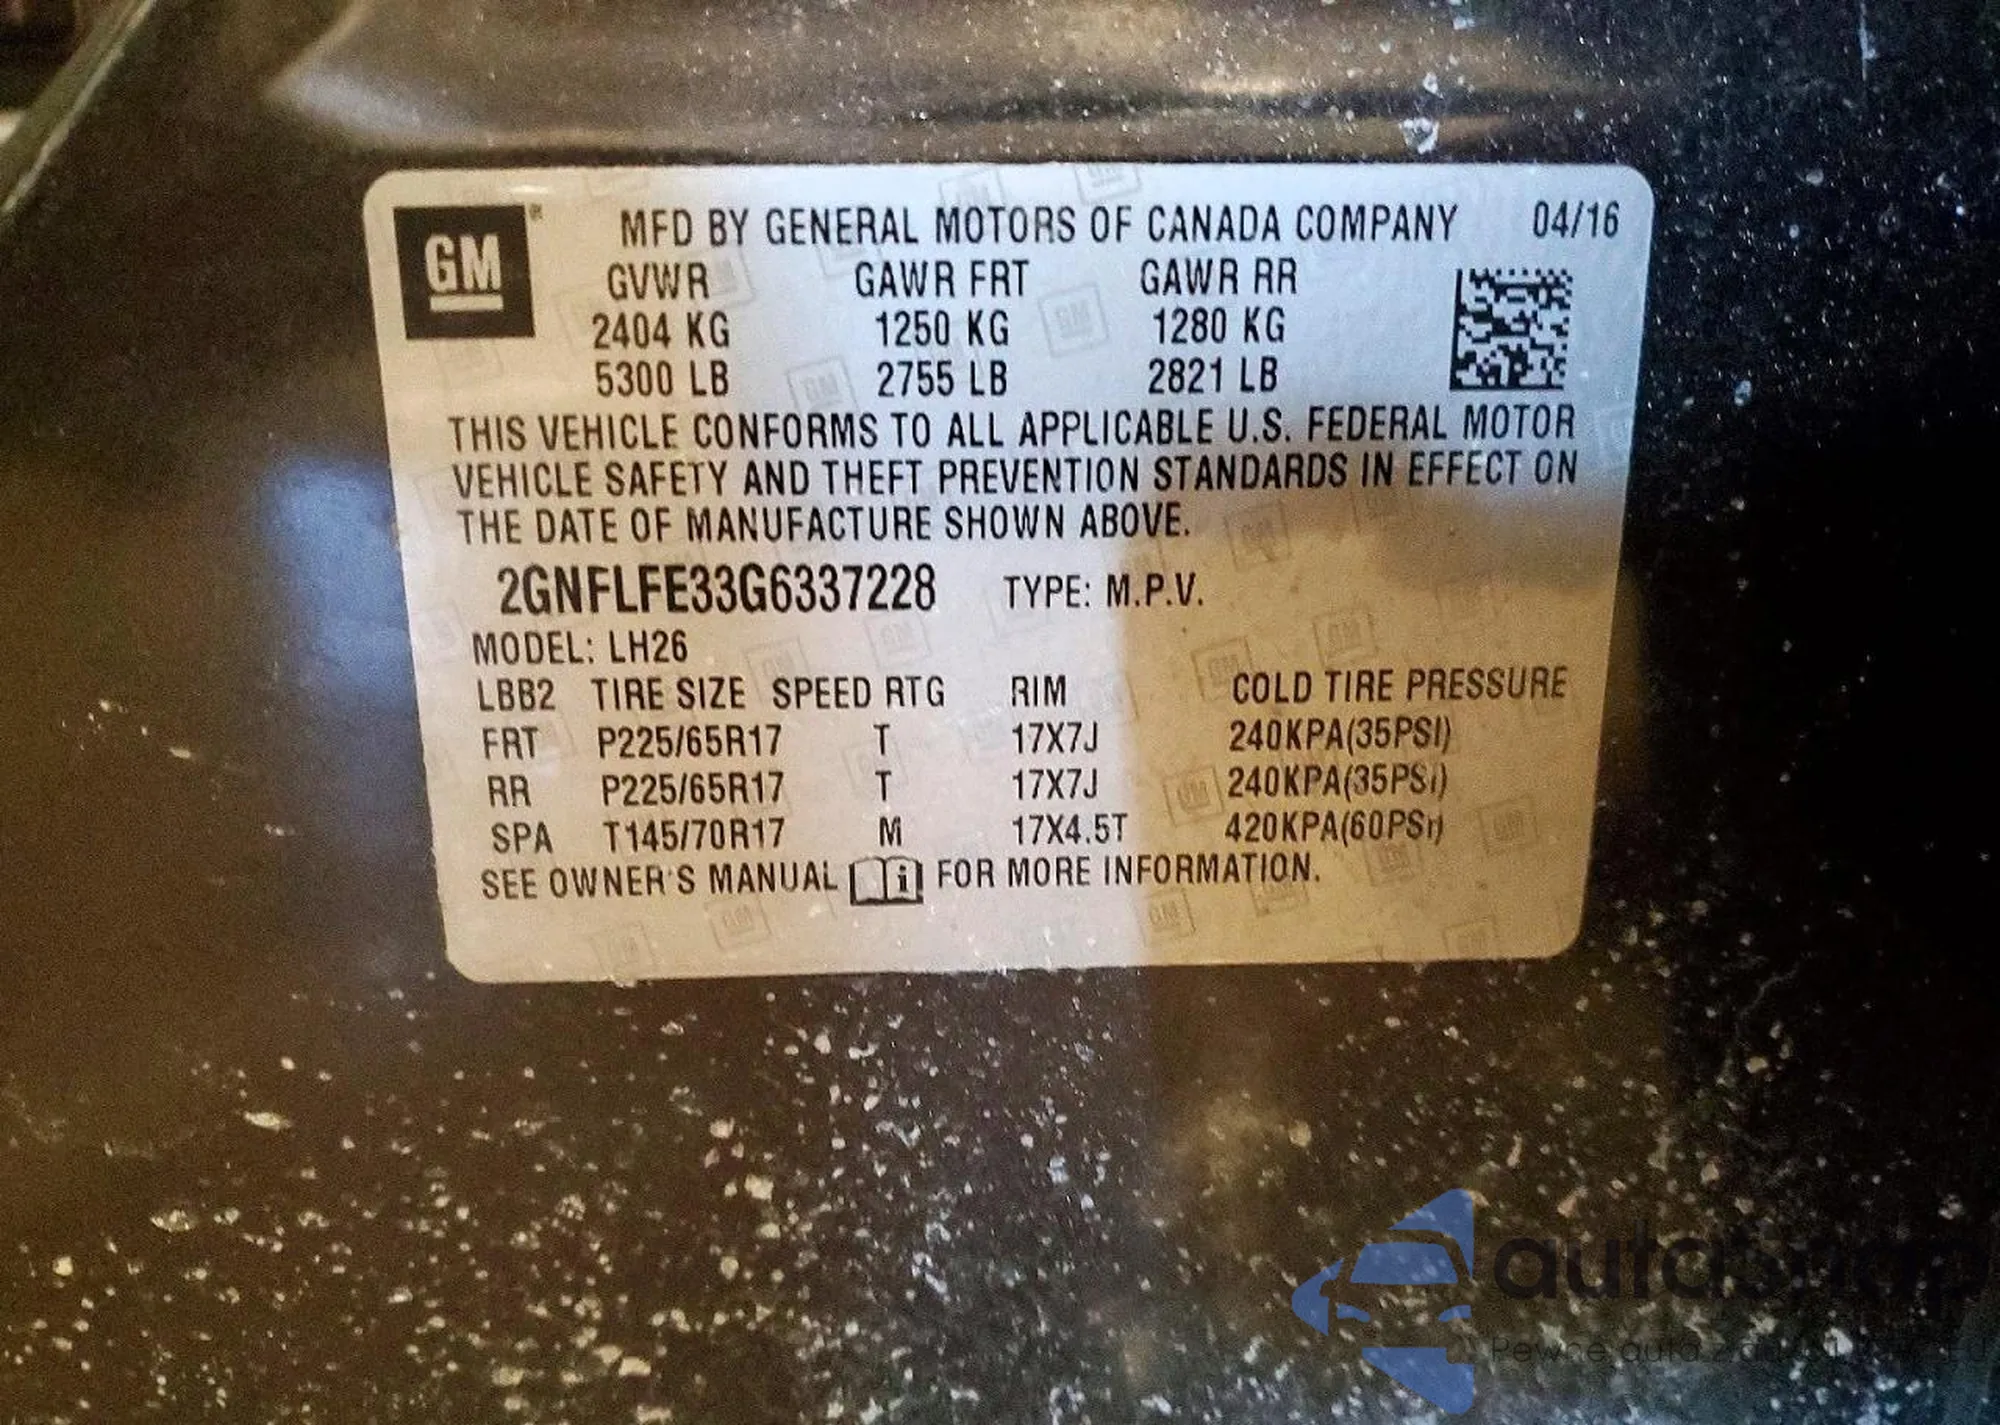 GM
MFD BY GENERAL MOTORS OF CANADA COMPANY 04/16
GVWR GAWR FRT GAWR RR
2404 KG 1250 KG 1280 KG
5300 LB 2755 LB 2821 LB
THIS VEHICLE CONFORMS TO ALL APPLICABLE U.S. FEDERAL MOTOR
VEHICLE SAFETY AND THEFT PREVENTION STANDARDS IN EFFECT ON
THE DATE OF MANUFACTURE SHOWN ABOVE.
2GNFLFE33G6337228 TYPE: M.P.V.
MODEL: LH26
LBB2 TIRE SIZE SPEED RTG RIM COLD TIRE PRESSURE
FRT P225/65R17 T 17X7J 240KPA(35PSI)
RR P225/65R17 T 17X7J 240KPA(35PSI)
SPA T145/70R17 M 17X4.5T 420KPA(60PSI)
SEE OWNER'S MANUAL FOR MORE INFORMATION.
autasnap
Pewne auta z